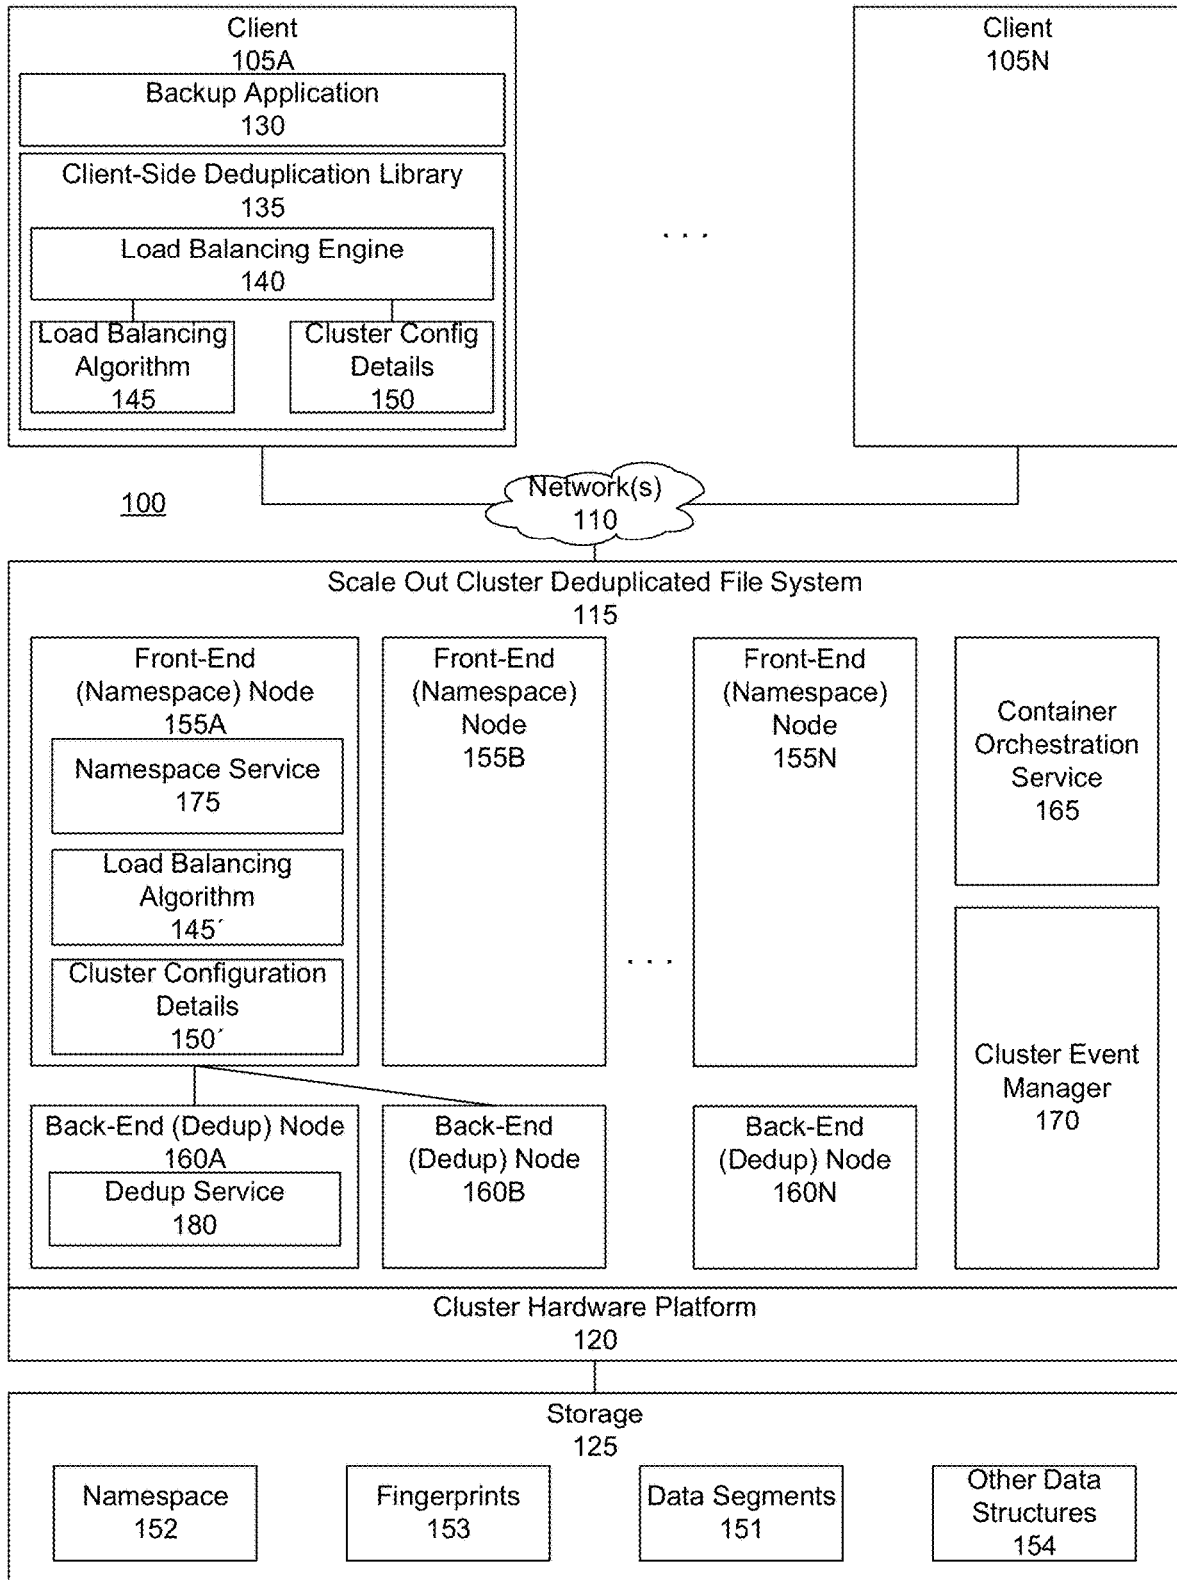 Client
105A
Backup Application
130
Client-Side Deduplication Library
135
Load Balancing Engine
140
Load Balancing
Algorithm
145
Cluster Config
Details
150
. . .
Client
105N
100
Network(s)
110
Scale Out Cluster Deduplicated File System
115
Front-End
(Namespace) Node
155A
Namespace Service
175
Load Balancing
Algorithm
145´
Cluster Configuration
Details
150´
Front-End
(Namespace)
Node
155B
. . .
Front-End
(Namespace)
Node
155N
Container
Orchestration
Service
165
Cluster Event
Manager
170
Back-End (Dedup) Node
160A
Dedup Service
180
Back-End
(Dedup) Node
160B
Back-End
(Dedup) Node
160N
Cluster Hardware Platform
120
Storage
125
Namespace
152
Fingerprints
153
Data Segments
151
Other Data
Structures
154